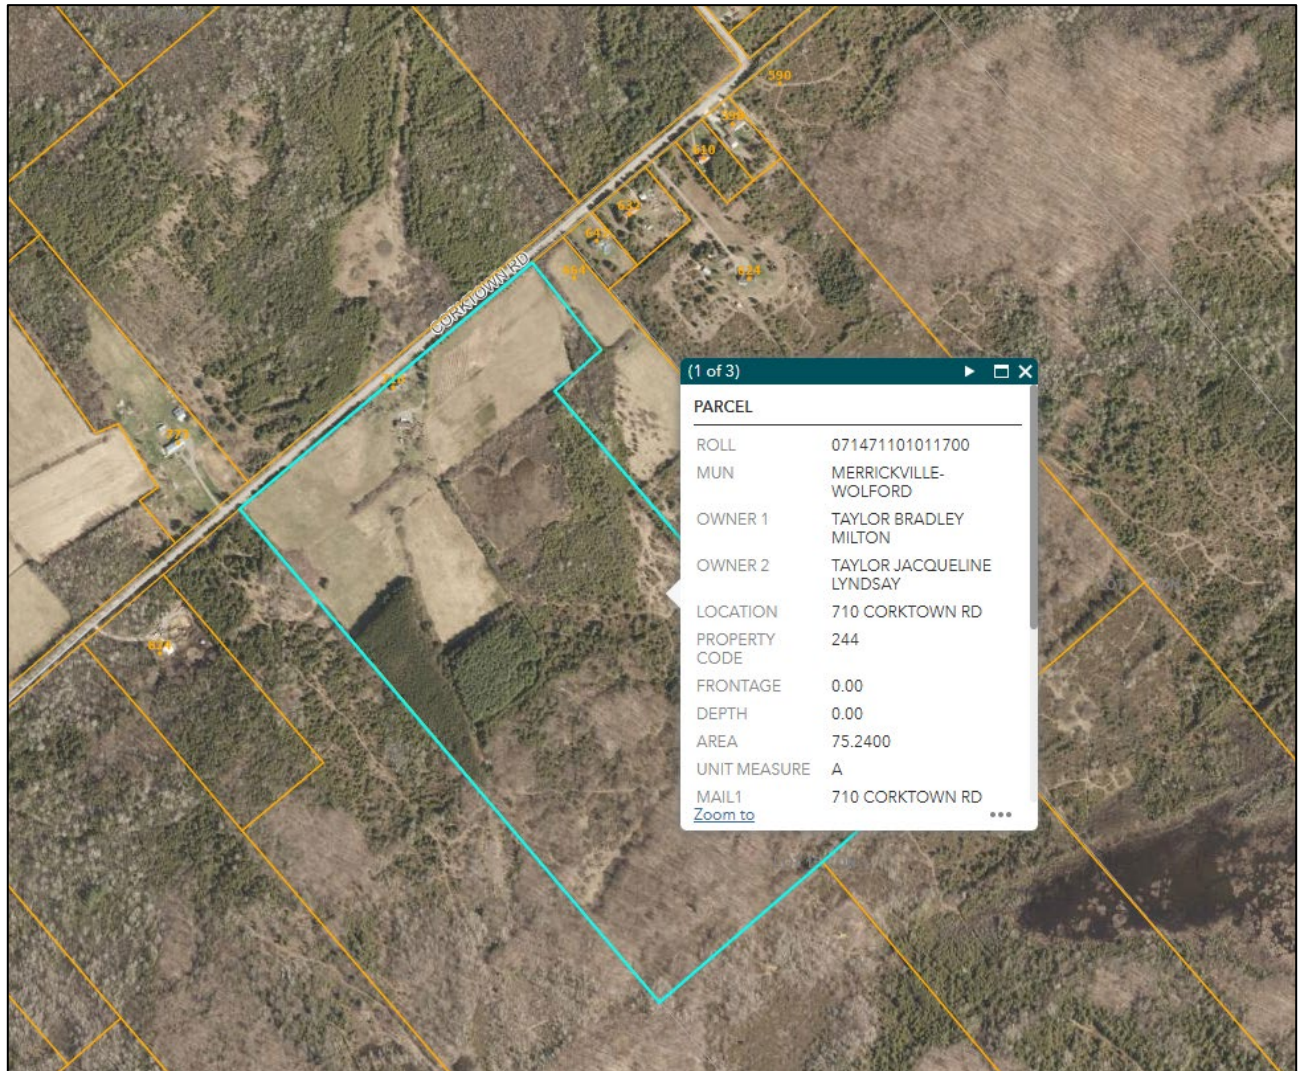 590
610
CORKTOWN RD
624
(1 of 3)
PARCEL
ROLL 071471101011700
MUN MERRICKVILLE-
WOLFORD
OWNER 1 TAYLOR BRADLEY
MILTON
OWNER 2 TAYLOR JACQUELINE
LYNDSAY
LOCATION 710 CORKTOWN RD
PROPERTY 244
CODE
FRONTAGE 0.00
DEPTH 0.00
AREA 75.2400
UNIT MEASURE A
MAIL1 710 CORKTOWN RD
Zoom to